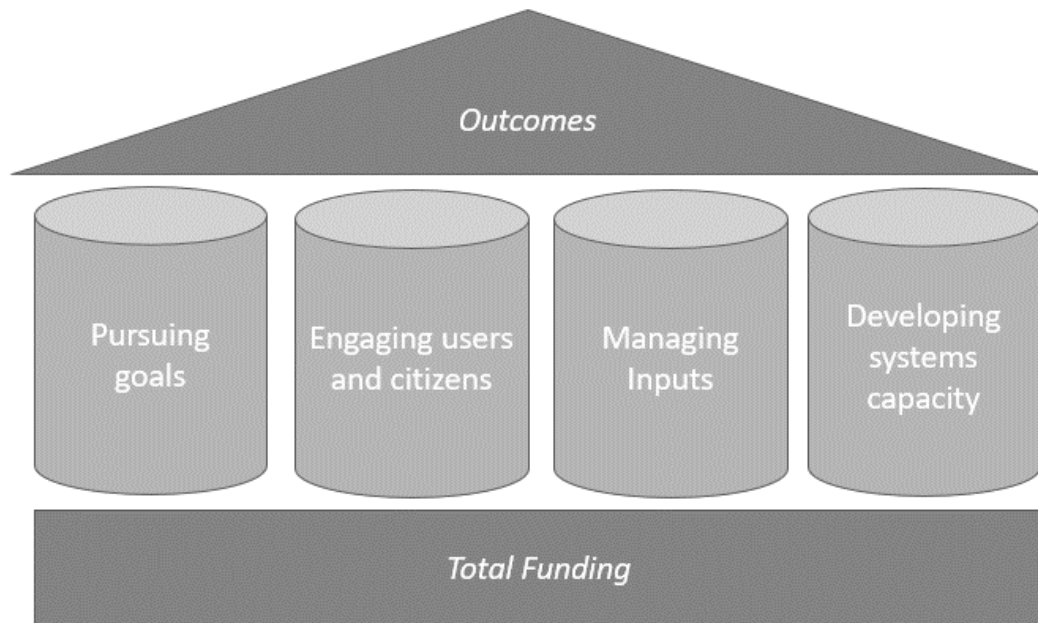 Outcomes
Pursuing
goals
Engaging users
and citizens
Managing
Inputs
Developing
systems
capacity
Total Funding